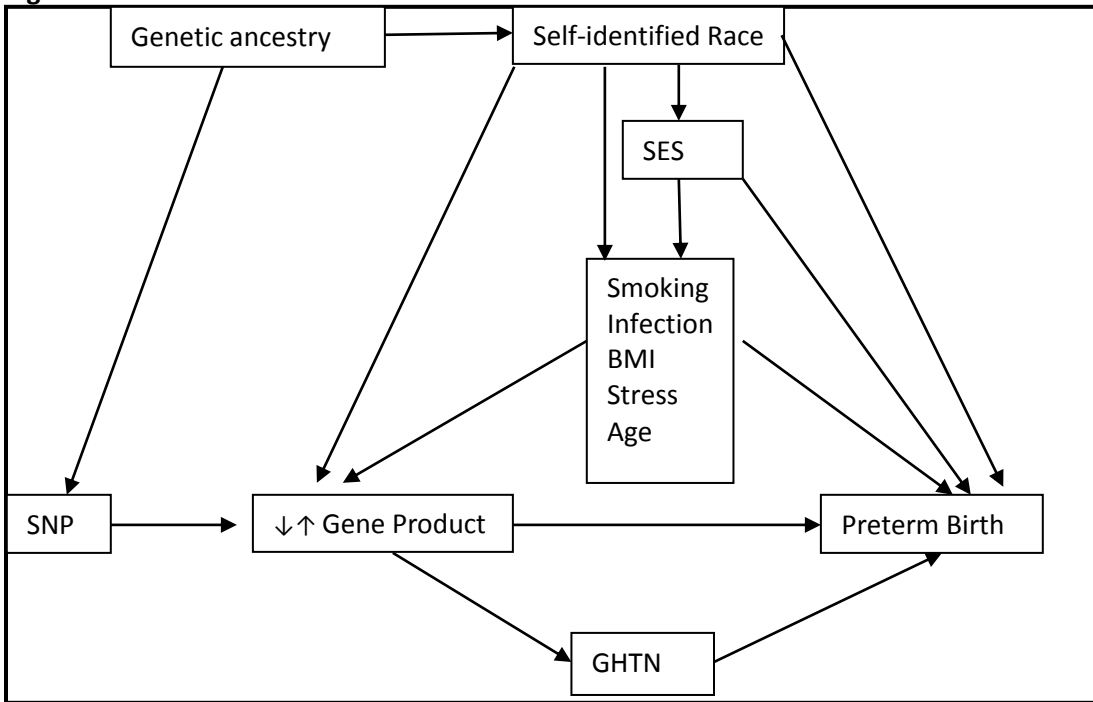 Genetic ancestry
Self-identified Race
SES
Smoking
Infection
BMI
Stress
Age
SNP
↓↑ Gene Product
Preterm Birth
GHTN